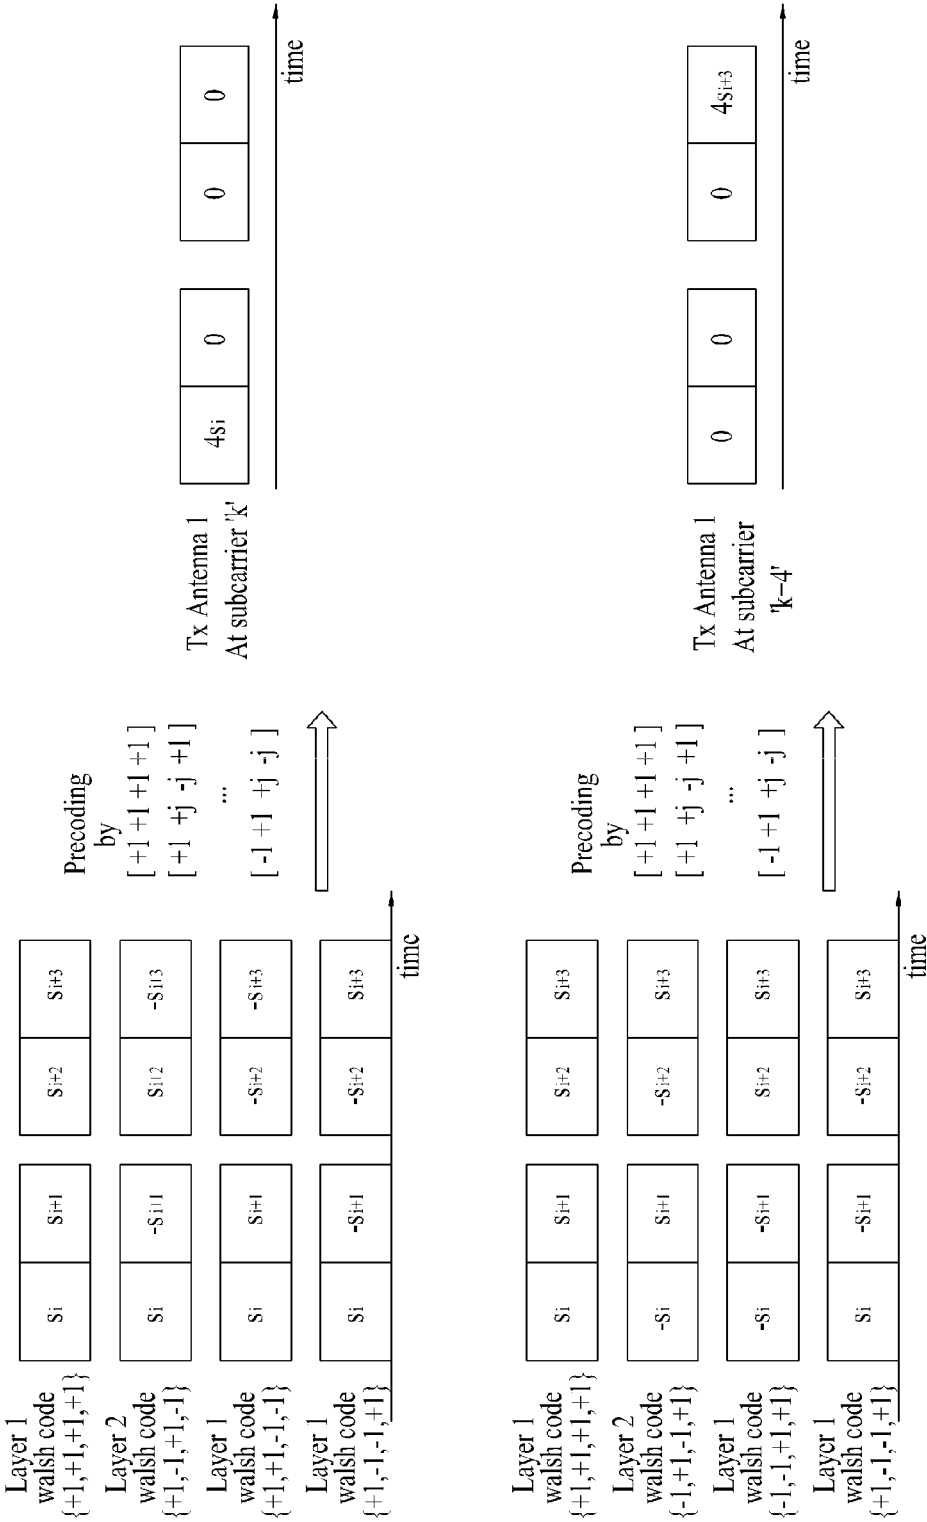 Layer 1
walsh code
{+1,+1,+1,+1}
si
si+1
si+2
si+3
Layer 2
walsh code
{+1,-1,+1,-1}
si
-si+1
si+2
-si+3
Layer 1
walsh code
{+1,+1,-1,-1}
si
si+1
-si+2
-si+3
Layer 1
walsh code
{+1,-1,-1,+1}
si
-si+1
-si+2
si+3
time
Precoding
by
[ +1 +1 +1 +1 ]
[ +1 +j -j +1 ]
...
[ -1 +1 +j -j ]
Tx Antenna 1
At subcarrier 'k'
4si
0
0
0
time
Layer 1
walsh code
{+1,+1,+1,+1}
si
si+1
si+2
si+3
Layer 2
walsh code
{-1,+1,-1,+1}
-si
si+1
-si+2
si+3
Layer 1
walsh code
{-1,-1,+1,+1}
-si
-si+1
si+2
si+3
Layer 1
walsh code
{+1,-1,-1,+1}
si
-si+1
-si+2
si+3
time
Precoding
by
[ +1 +1 +1 +1 ]
[ +1 +j -j +1 ]
...
[ -1 +1 +j -j ]
Tx Antenna 1
At subcarrier
'k-4'
0
0
0
4si+3
time